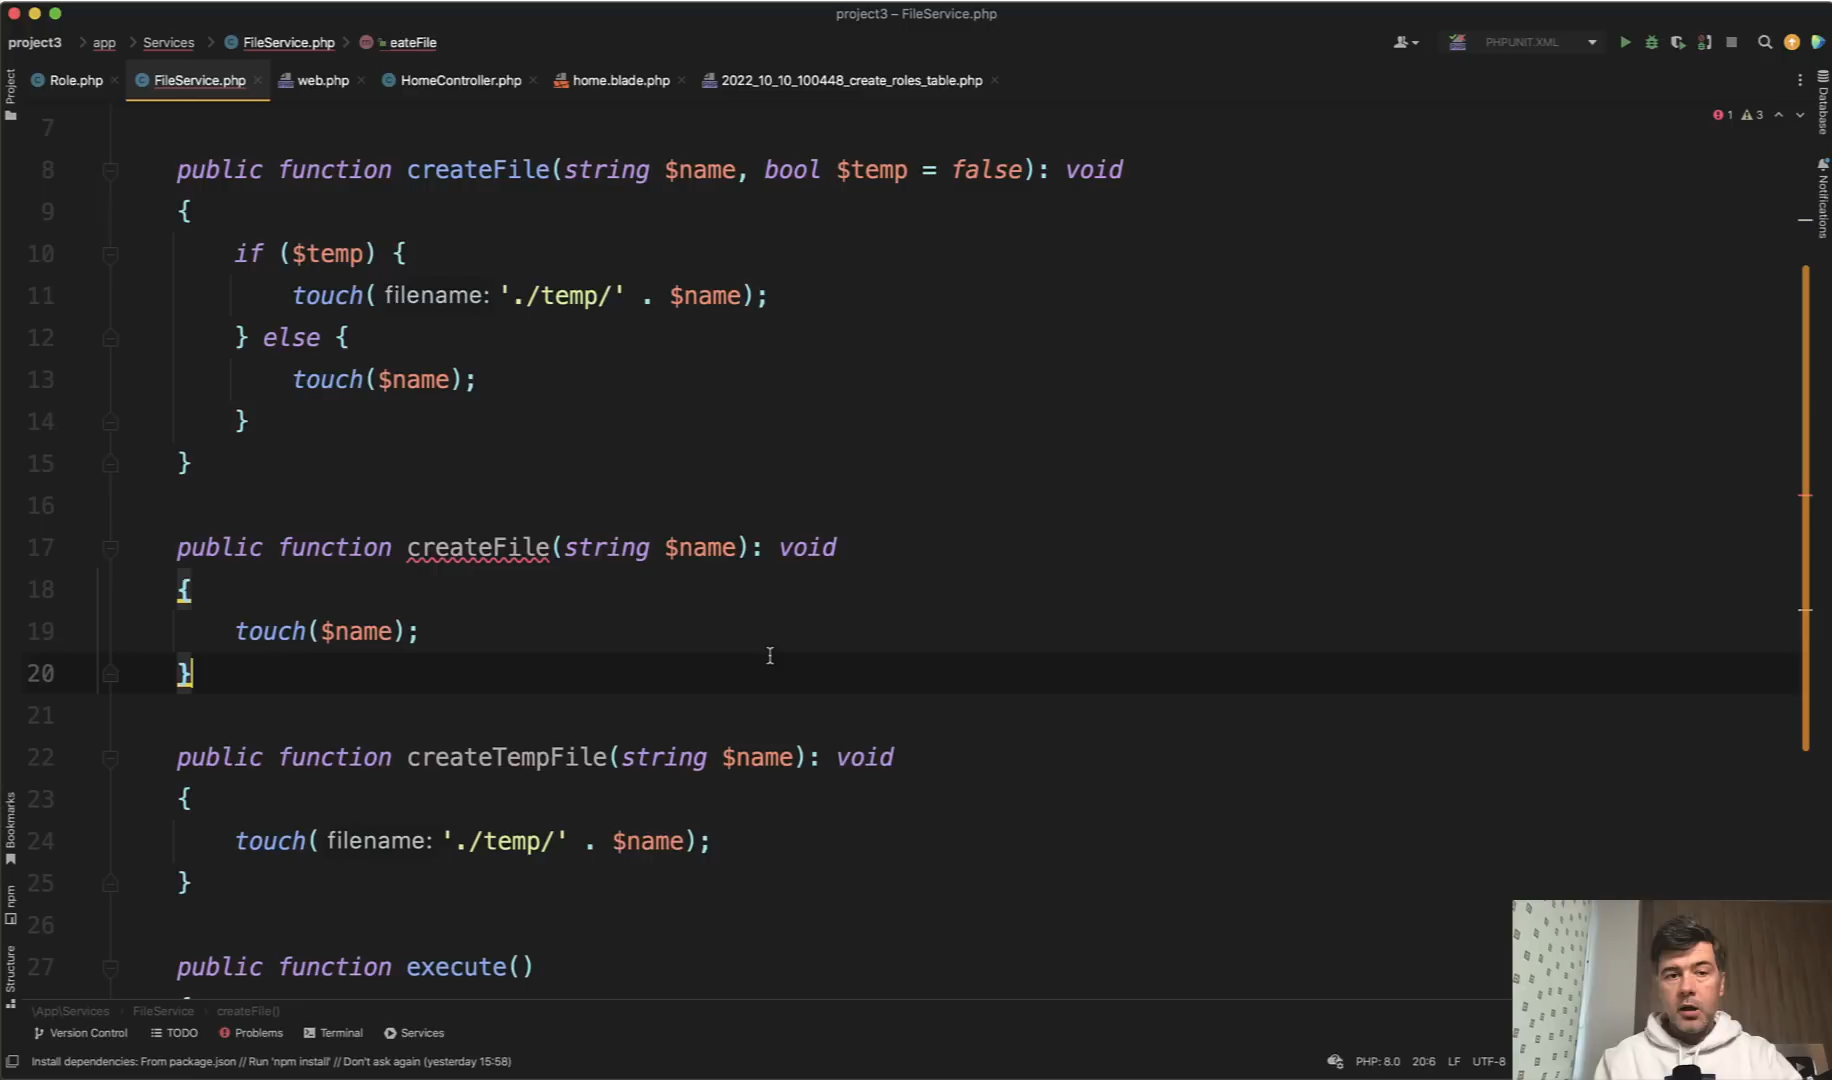 project3 – FileService.php
project3 > app > Services > FileService.php > eateFile
PHPUNIT.XML
Role.php
FileService.php
web.php
HomeController.php
home.blade.php
2022_10_10_100448_create_roles_table.php
Project
Database
Notifications
1 3
7
8 public function createFile(string $name, bool $temp = false): void
9 {
10 if ($temp) {
11 touch( filename: './temp/' . $name);
12 } else {
13 touch($name);
14 }
15 }
16
17 public function createFile(string $name): void
18 {
19 touch($name);
20 }
21
22 public function createTempFile(string $name): void
23 {
24 touch( filename: './temp/' . $name);
25 }
26
27 public function execute()
{
Bookmarks
npm
Structure
\App\Services > FileService > createFile()
Version Control
TODO
Problems
Terminal
Services
Install dependencies: From package.json // Run 'npm install' // Don't ask again (yesterday 15:58)
PHP: 8.0 20:6 LF UTF-8